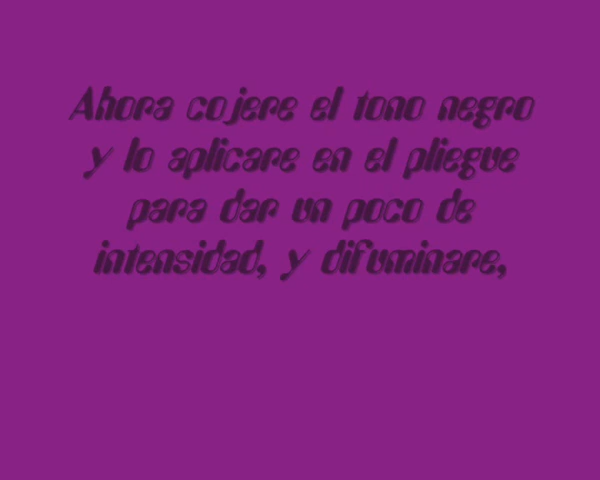 Ahora cojere el tono negro
y lo aplicare en el pliegue
para dar un poco de
intensidad, y difuminare,